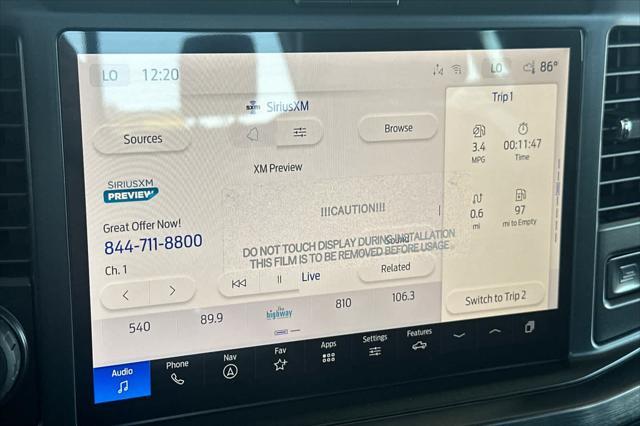 LO
12:20
LO
86°
SXM
SiriusXM
Trip 1
Sources
Browse
3.4
MPG
00:11:47
Time
XM Preview
SIRIUSXM
PREVIEW
!!!CAUTION!!!
Great Offer Now!
844-711-8800
0.6
mi
97
mi to Empty
Sound
DO NOT TOUCH DISPLAY DURING INSTALLATION
THIS FILM IS TO BE REMOVED BEFORE USAGE
Ch. 1
Live
Related
Switch to Trip 2
540
89.9
The
highway
810
106.3
Audio
Phone
Nav
Fav
Apps
Settings
Features